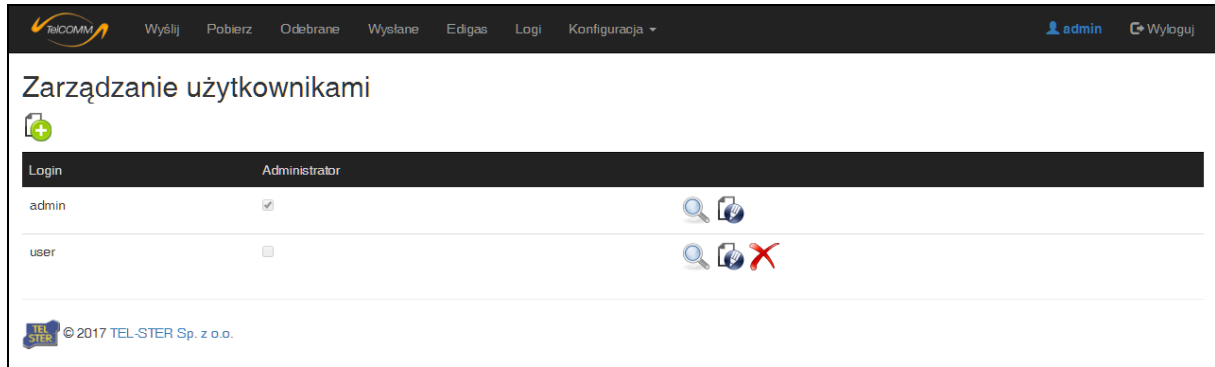 TelCOMM Wyślij Pobierz Odebrane Wysłane Edigas Logi Konfiguracja admin Wyloguj
Zarządzanie użytkownikami
Login Administrator
admin
user
TEL
STER
© 2017 TEL-STER Sp. z o.o.